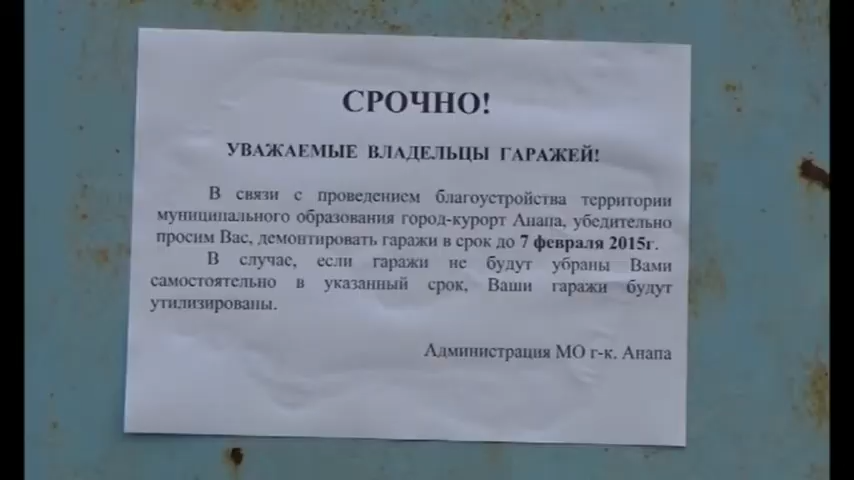 СРОЧНО!
УВАЖАЕМЫЕ ВЛАДЕЛЬЦЫ ГАРАЖЕЙ!
В связи с проведением благоустройства территории
муниципального образования город-курорт Анапа, убедительно
просим Вас, демонтировать гаражи в срок до 7 февраля 2015г.
В случае, если гаражи не будут убраны Вами
самостоятельно в указанный срок, Ваши гаражи будут
утилизированы.
Администрация МО г-к. Анапа